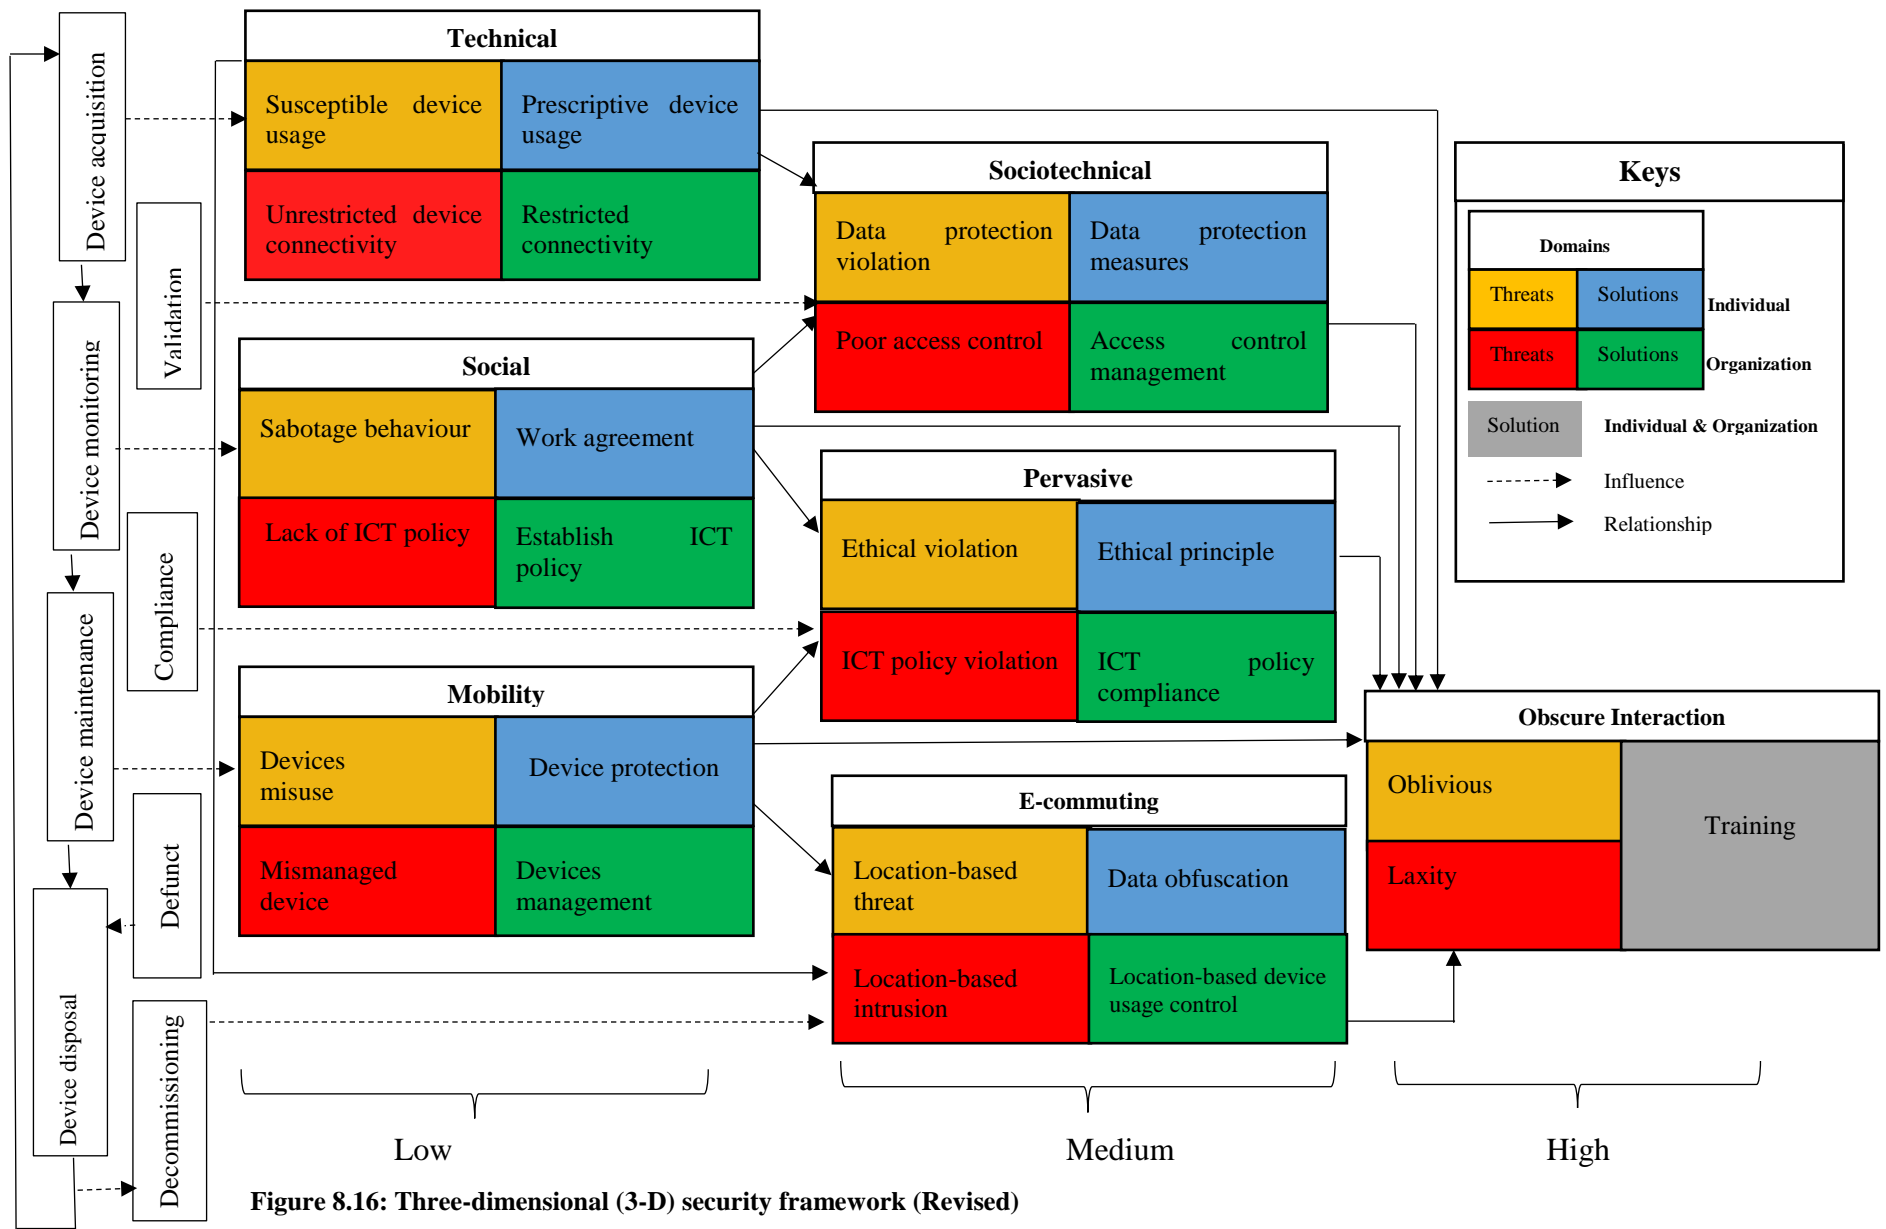 Device acquisition
Validation
Device monitoring
Compliance
Device maintenance
Defunct
Device disposal
Decommissioning
Technical
Susceptible device
usage
Prescriptive device
usage
Unrestricted device
connectivity
Restricted
connectivity
Social
Sabotage behaviour
Work agreement
Lack of ICT policy
Establish ICT
policy
Mobility
Devices
misuse
Device protection
Mismanaged
device
Devices
management
Sociotechnical
Data protection
violation
Data protection
measures
Poor access control
Access control
management
Pervasive
Ethical violation
Ethical principle
ICT policy violation
ICT policy
compliance
E-commuting
Location-based
threat
Data obfuscation
Location-based
intrusion
Location-based device
usage control
Keys
Domains
Threats
Solutions
Individual
Threats
Solutions
Organization
Solution
Individual & Organization
Influence
Relationship
Obscure Interaction
Oblivious
Training
Laxity
Low
Medium
High
Figure 8.16: Three-dimensional (3-D) security framework (Revised)